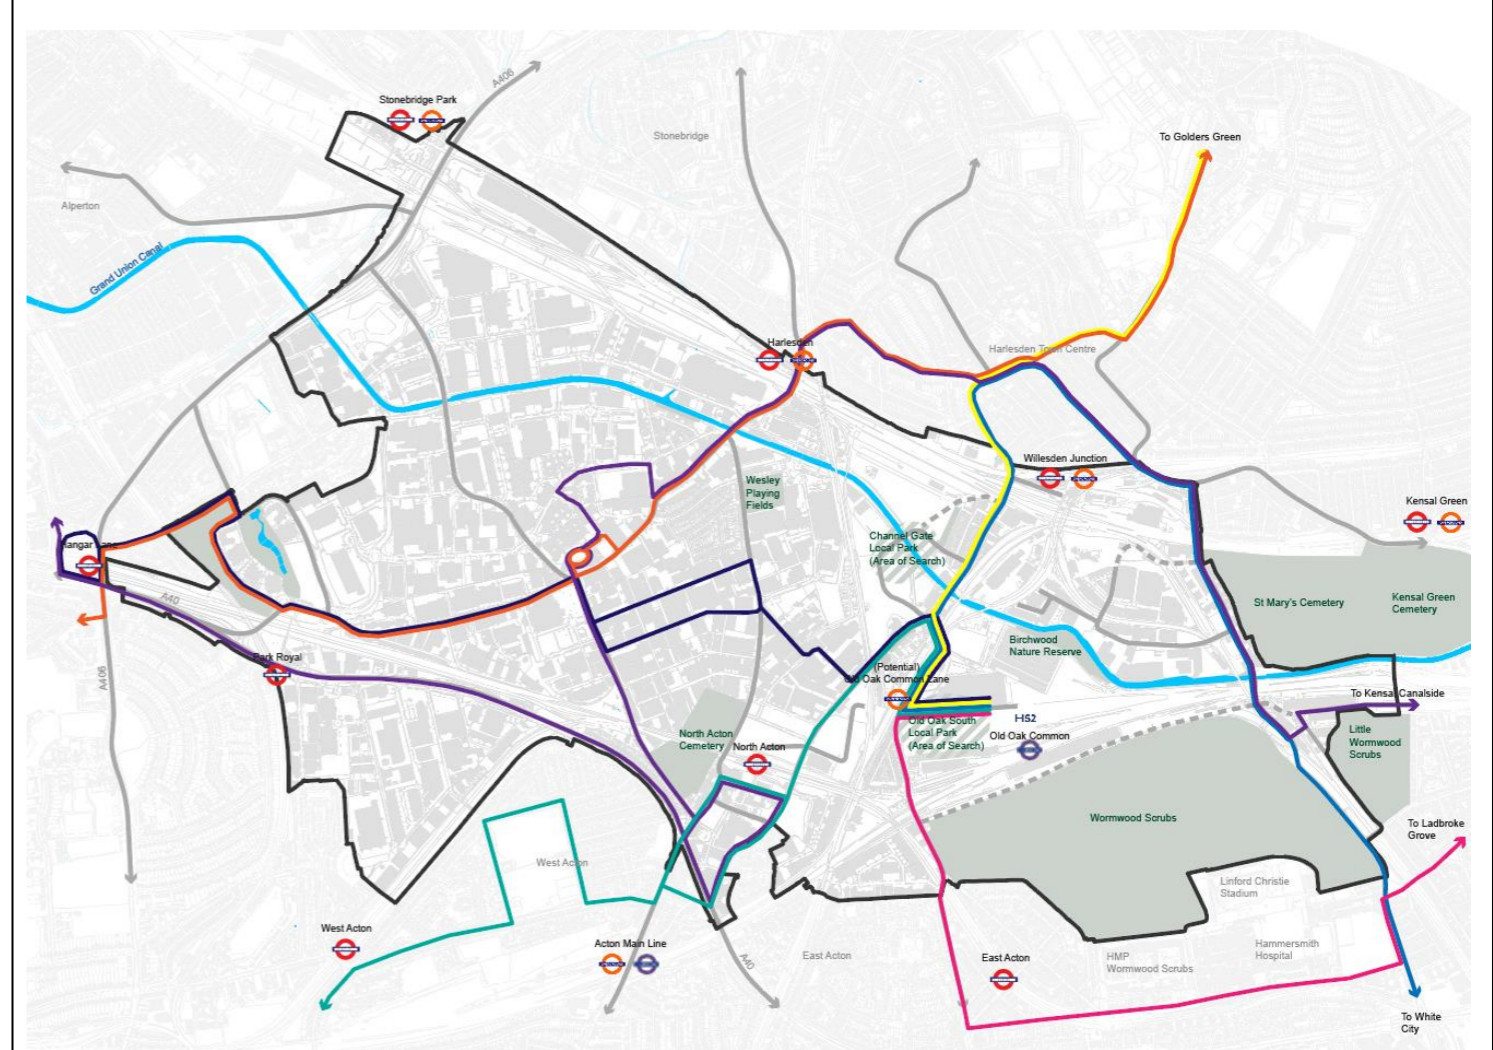 A406
Stonebridge Park
Stonebridge
To Golders Green
Alperton
Grand Union Canal
Harlesden
Harlesden Town Centre
Willesden Junction
Wesley
Playing
Fields
Kensal Green
Channel Gate
Local Park
(Area of Search)
Hangar Lane
A40
St Mary's Cemetery
Kensal Green
Cemetery
Birchwood
Nature Reserve
Park Royal
A406
(Potential)
Old Oak Common Lane
To Kensal Canalside
Old Oak South
Local Park
(Area of Search)
HS2
Old Oak Common
North Acton
Cemetery
North Acton
Little
Wormwood
Scrubs
Wormwood Scrubs
To Ladbroke
Grove
West Acton
Linford Christie
Stadium
West Acton
Acton Main Line
A40
East Acton
East Acton
HMP
Wormwood Scrubs
Hammersmith
Hospital
To White
City